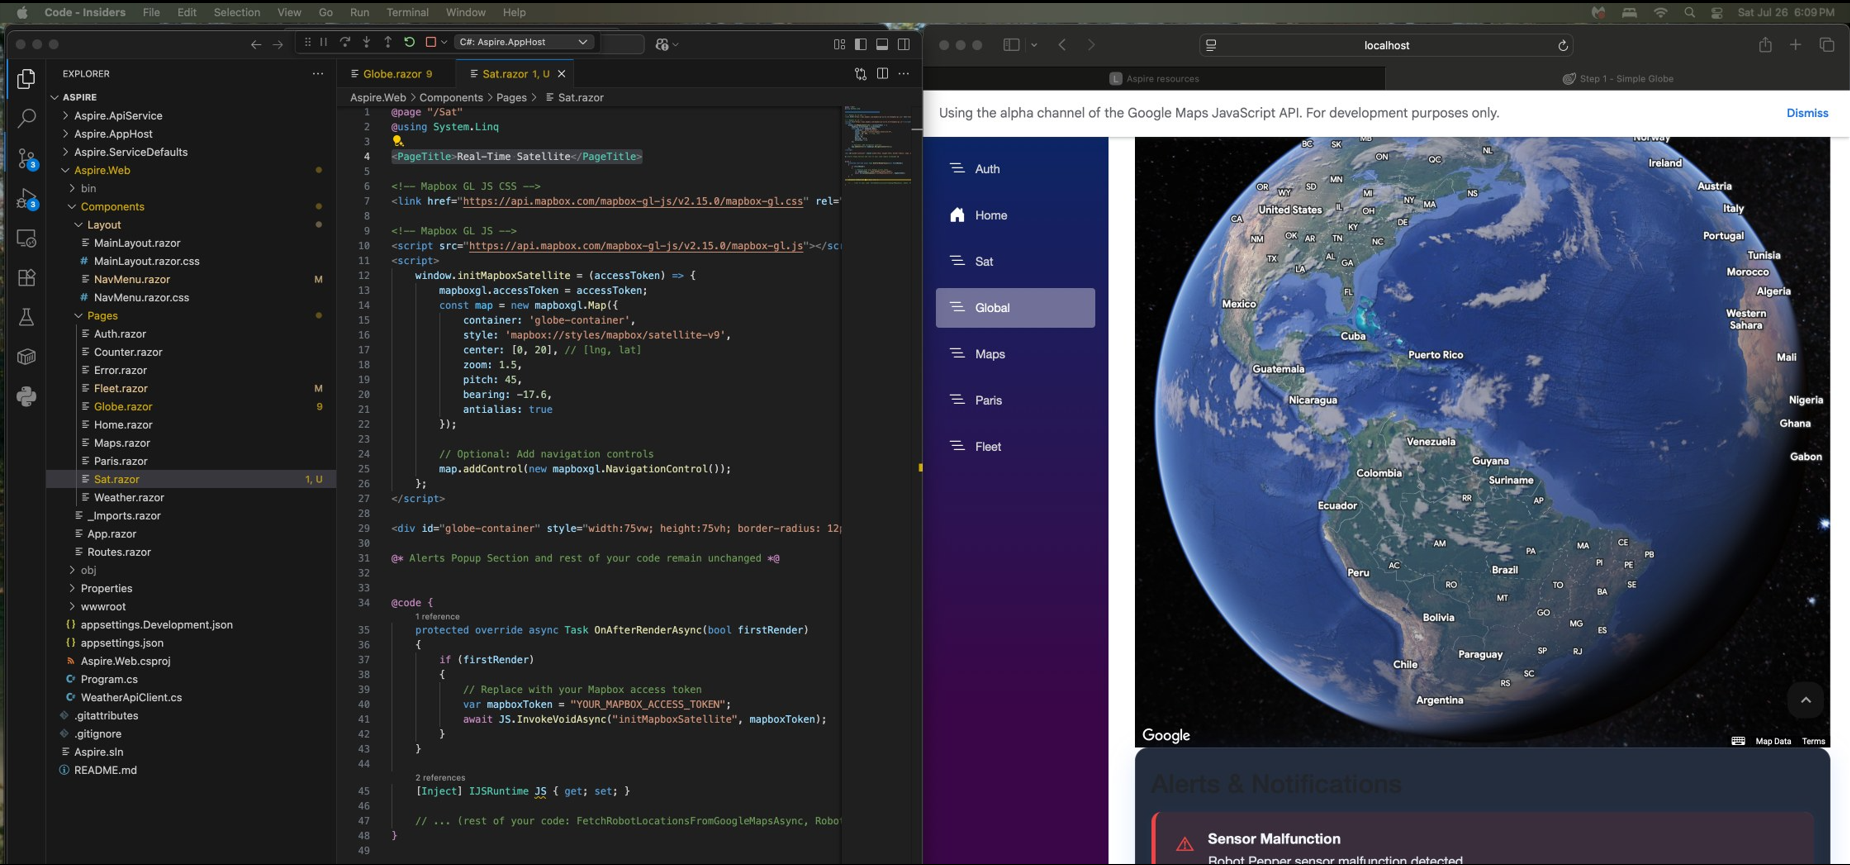 Code - Insiders File Edit Selection View Go Run Terminal Window Help
Sat Jul 26 6:09 PM
C#: Aspire.AppHost
EXPLORER
ASPIRE
Aspire.ApiService
Aspire.AppHost
Aspire.ServiceDefaults
Aspire.Web
bin
Components
Layout
MainLayout.razor
# MainLayout.razor.css
NavMenu.razor M
# NavMenu.razor.css
Pages
Auth.razor
Counter.razor
Error.razor
Fleet.razor M
Globe.razor 9
Home.razor
Maps.razor
Paris.razor
Sat.razor 1, U
Weather.razor
_Imports.razor
App.razor
Routes.razor
obj
Properties
wwwroot
{} appsettings.Development.json
{} appsettings.json
Aspire.Web.csproj
Program.cs
WeatherApiClient.cs
.gitattributes
.gitignore
Aspire.sln
README.md
3
3
Globe.razor 9
Sat.razor 1, U
Aspire.Web > Components > Pages > Sat.razor
1 @page "/Sat"
2 @using System.Linq
3
4 <PageTitle>Real-Time Satellite</PageTitle>
5
6 <!-- Mapbox GL JS CSS -->
7 <link href="https://api.mapbox.com/mapbox-gl-js/v2.15.0/mapbox-gl.css" rel="
8
9 <!-- Mapbox GL JS -->
10 <script src="https://api.mapbox.com/mapbox-gl-js/v2.15.0/mapbox-gl.js"></scr
11 <script>
12 window.initMapboxSatellite = (accessToken) => {
13 mapboxgl.accessToken = accessToken;
14 const map = new mapboxgl.Map({
15 container: 'globe-container',
16 style: 'mapbox://styles/mapbox/satellite-v9',
17 center: [0, 20], // [lng, lat]
18 zoom: 1.5,
19 pitch: 45,
20 bearing: -17.6,
21 antialias: true
22 });
23
24 // Optional: Add navigation controls
25 map.addControl(new mapboxgl.NavigationControl());
26 };
27 </script>
28
29 <div id="globe-container" style="width:75vw; height:75vh; border-radius: 12p
30
31 @* Alerts Popup Section and rest of your code remain unchanged *@
32
33
34 @code {
1 reference
35 protected override async Task OnAfterRenderAsync(bool firstRender)
36 {
37 if (firstRender)
38 {
39 // Replace with your Mapbox access token
40 var mapboxToken = "YOUR_MAPBOX_ACCESS_TOKEN";
41 await JS.InvokeVoidAsync("initMapboxSatellite", mapboxToken);
42 }
43 }
44
2 references
45 [Inject] IJSRuntime JS { get; set; }
46
47 // ... (rest of your code: FetchRobotLocationsFromGoogleMapsAsync, Robo
48 }
49
localhost
L Aspire resources
Step 1 - Simple Globe
Using the alpha channel of the Google Maps JavaScript API. For development purposes only.
Dismiss
Auth
Home
Sat
Global
Maps
Paris
Fleet
Norway
MB
BC SK
ON QC NL
Ireland
OR WY SD MN
MI
NY MA NS
Austria
United States IL OH
Italy
CA
KY DE
Portugal
NM OK AR TN NC
Tunisia
TX LA AL GA
Morocco
FL
Algeria
Mexico
Western
Sahara
Cuba
Puerto Rico
Mali
Guatemala
Nicaragua
Nigeria
Ghana
Venezuela
Gabon
Guyana
Colombia
Suriname
RR AP
Ecuador
AM PA MA CE
PB
Peru AC Brazil PI PE
RO TO BA SE
MT
GO
Bolivia MG
ES
Paraguay SP RJ
Chile
SC
RS
Argentina
Google
Map Data Terms
Alerts & Notifications
Sensor Malfunction
Robot Pepper sensor malfunction detected